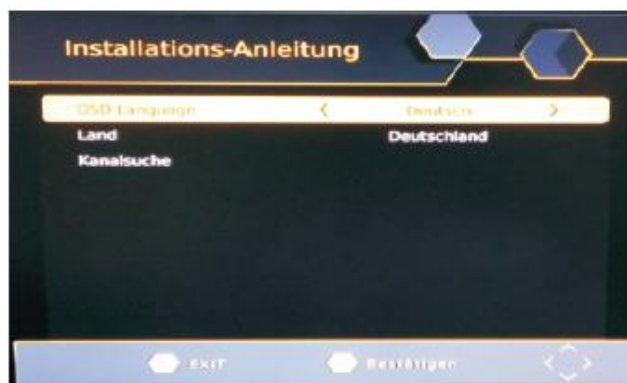 Installations-Anleitung
OSD Language < Deutsch >
Land Deutschland
Kanalsuche
EXIT Bestätigen